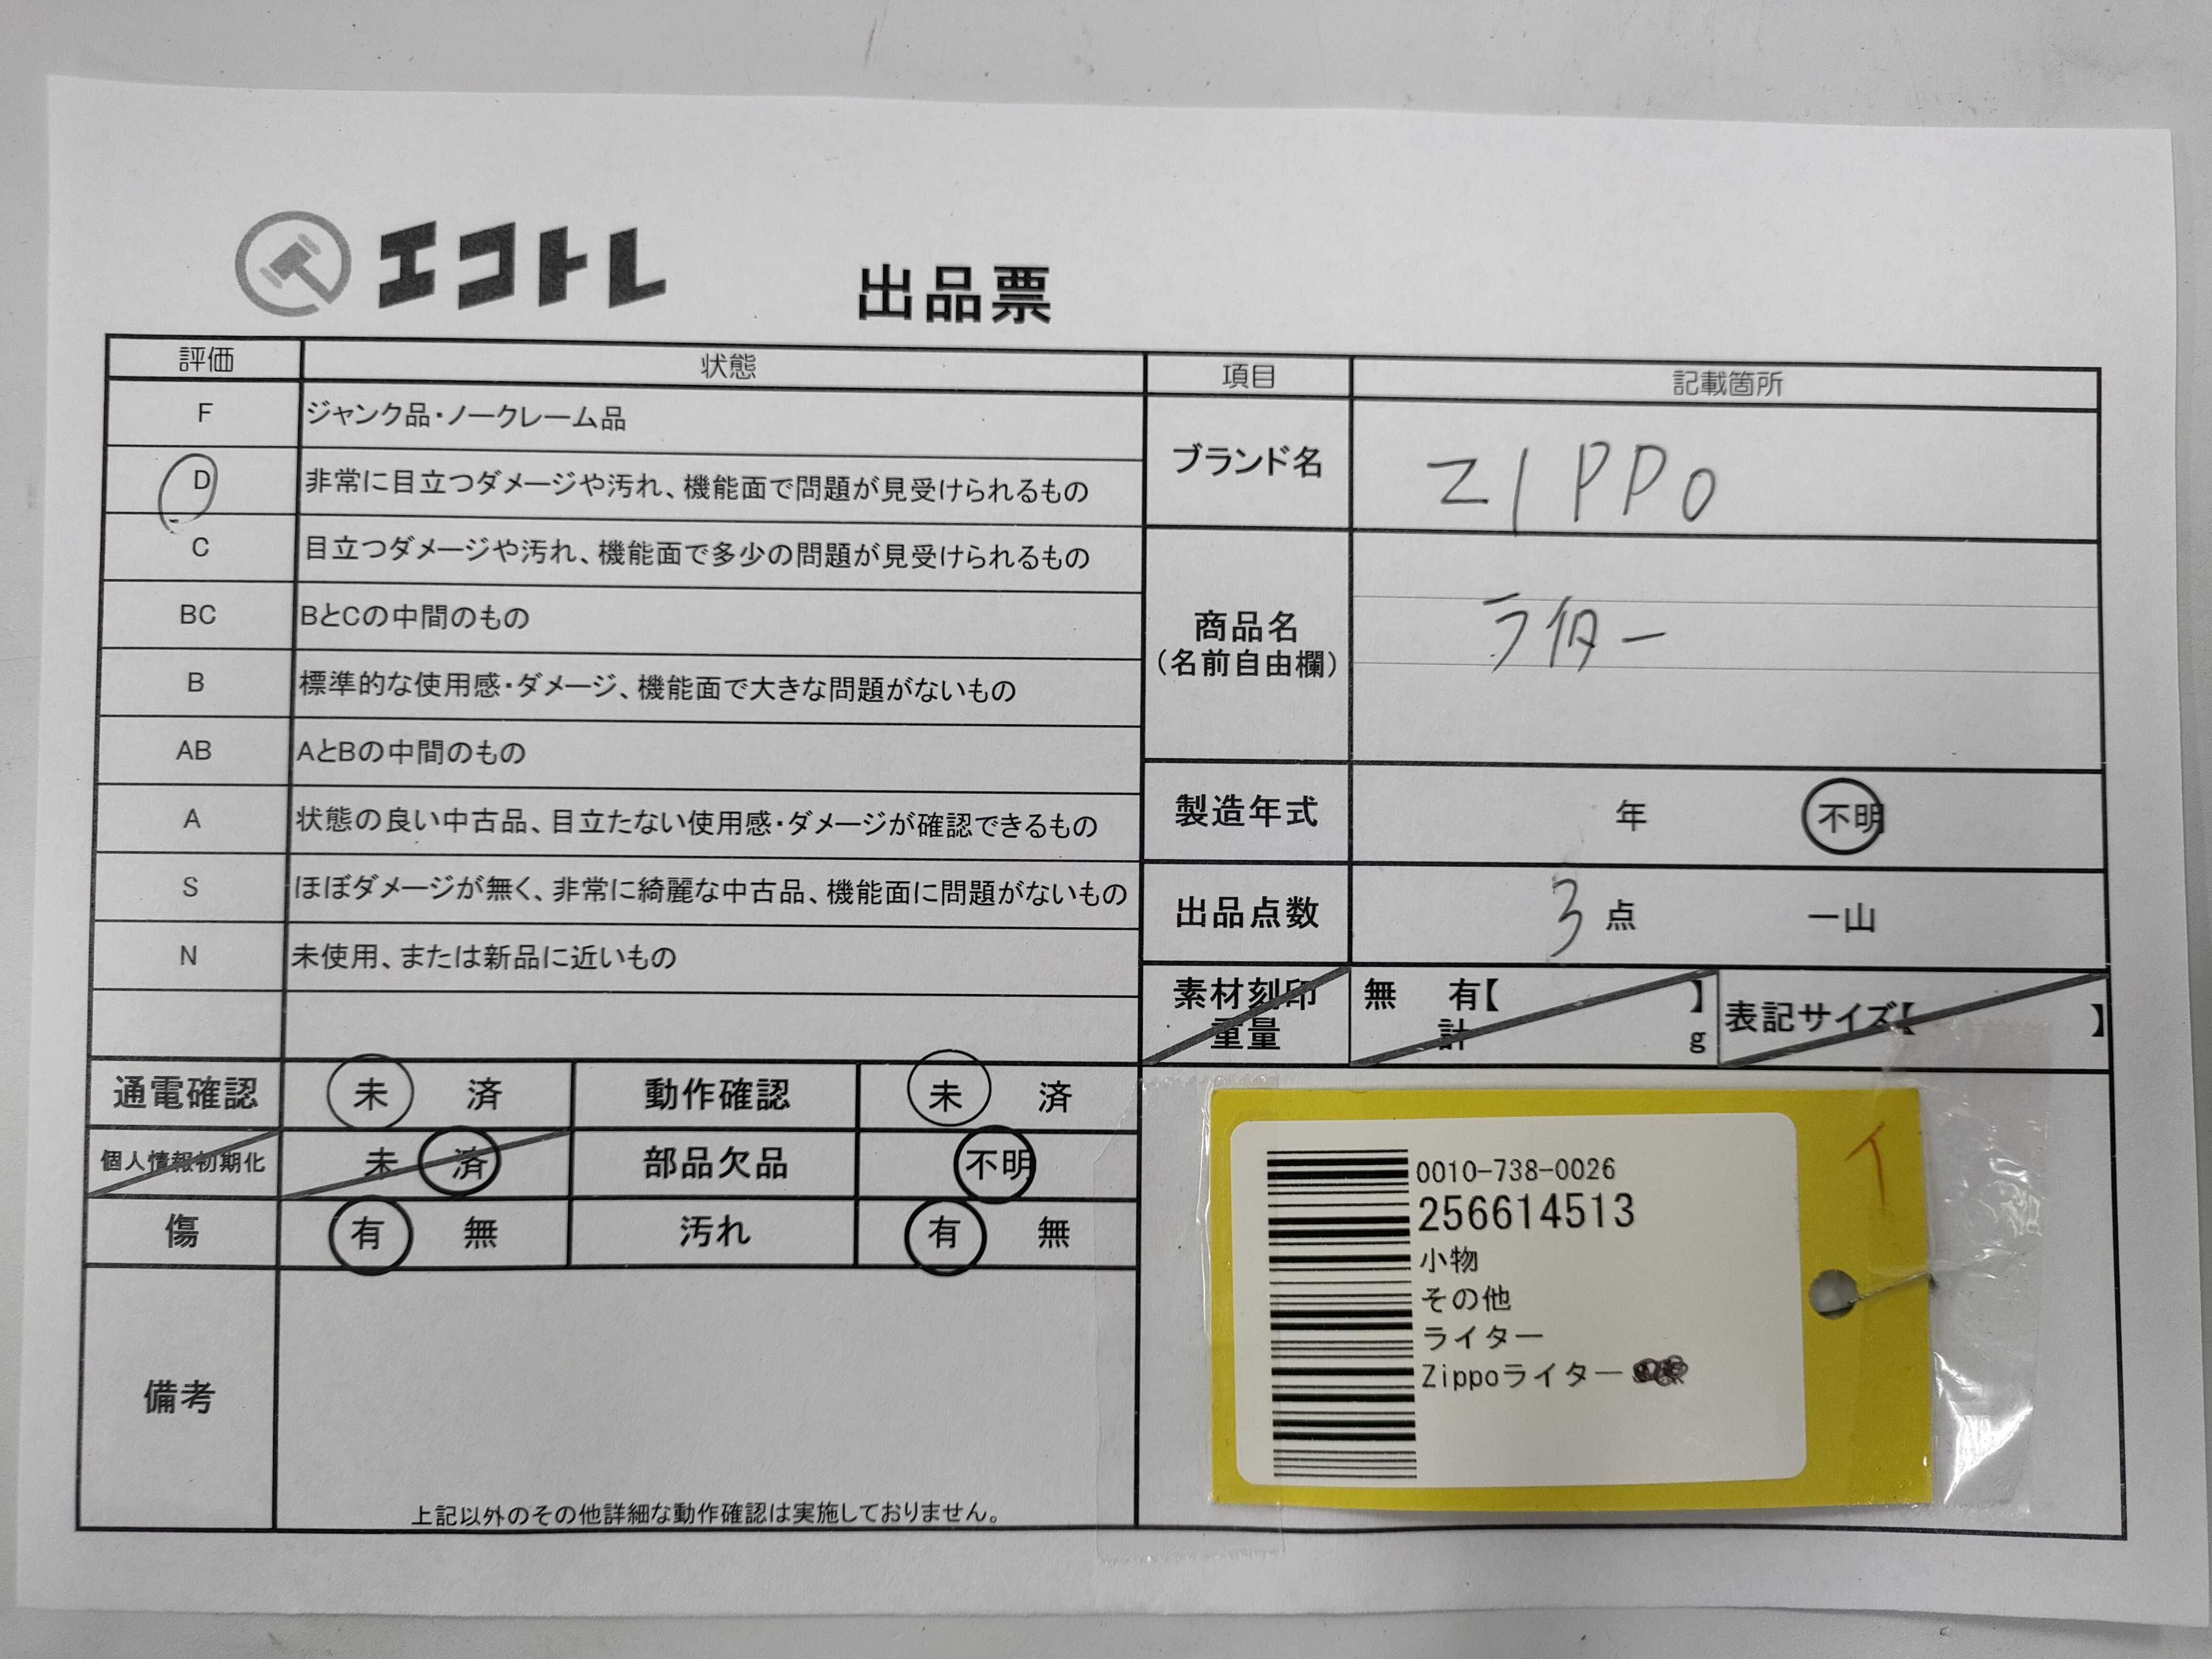 エコトレ
出品票
評価 状態
F ジャンク品・ノークレーム品
D 非常に目立つダメージや汚れ、機能面で問題が見受けられるもの
C 目立つダメージや汚れ、機能面で多少の問題が見受けられるもの
BC BとCの中間のもの
B 標準的な使用感・ダメージ、機能面で大きな問題がないもの
AB AとBの中間のもの
A 状態の良い中古品、目立たない使用感・ダメージが確認できるもの
S ほぼダメージが無く、非常に綺麗な中古品、機能面に問題がないもの
N 未使用、または新品に近いもの
通電確認 未 済 動作確認 未 済
個人情報初期化 未 済 部品欠品 不明
傷 有 無 汚れ 有 無
備考
上記以外のその他詳細な動作確認は実施しておりません。
項目 記載箇所
ブランド名 ZIPPO
商品名
(名前自由欄)
ライター
製造年式 年 不明
出品点数 3 点 一山
素材刻印 無 有【 】 表記サイズ【 】
重量 計 g
0010-738-0026
256614513
小物
その他
ライター
Zippoライター
イ